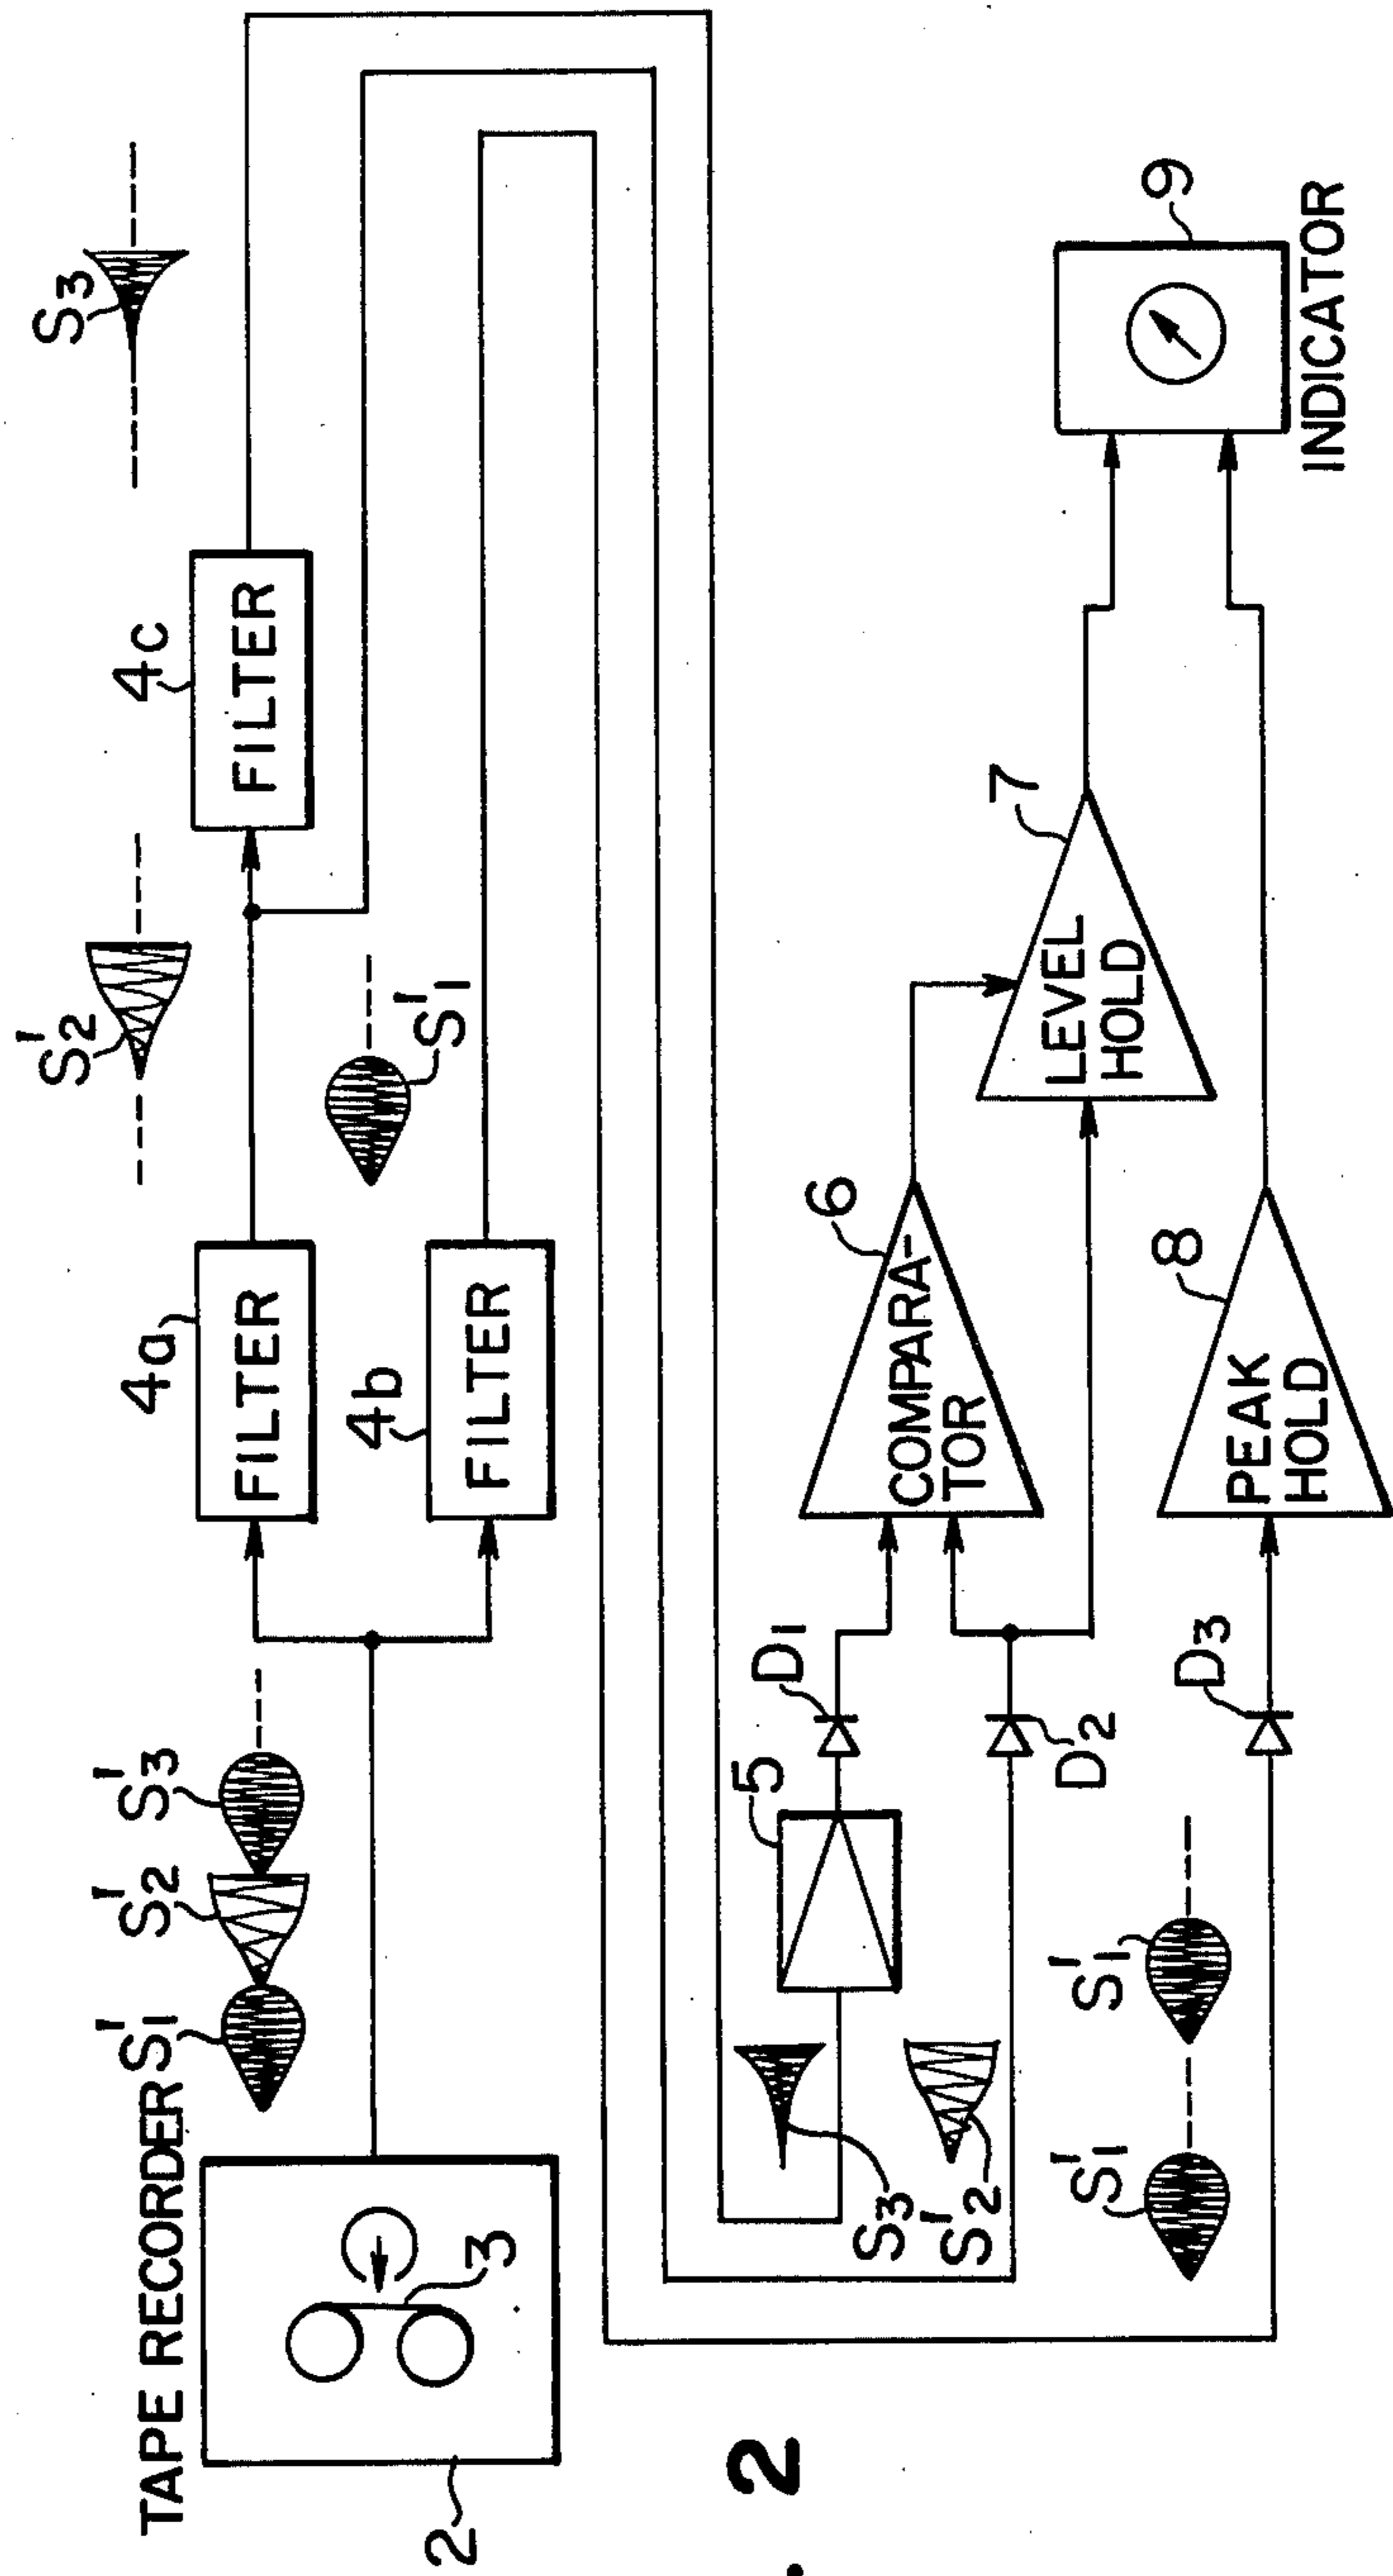 TAPE RECORDER
2
3
S'1
S'2
S'3
4a
FILTER
4b
FILTER
S'2
S'1
4c
FILTER
S3
S3
S'2
5
D1
D2
COMPARA-
TOR
6
LEVEL
HOLD
7
S'1
S'1
D3
PEAK
HOLD
8
9
INDICATOR
. 2